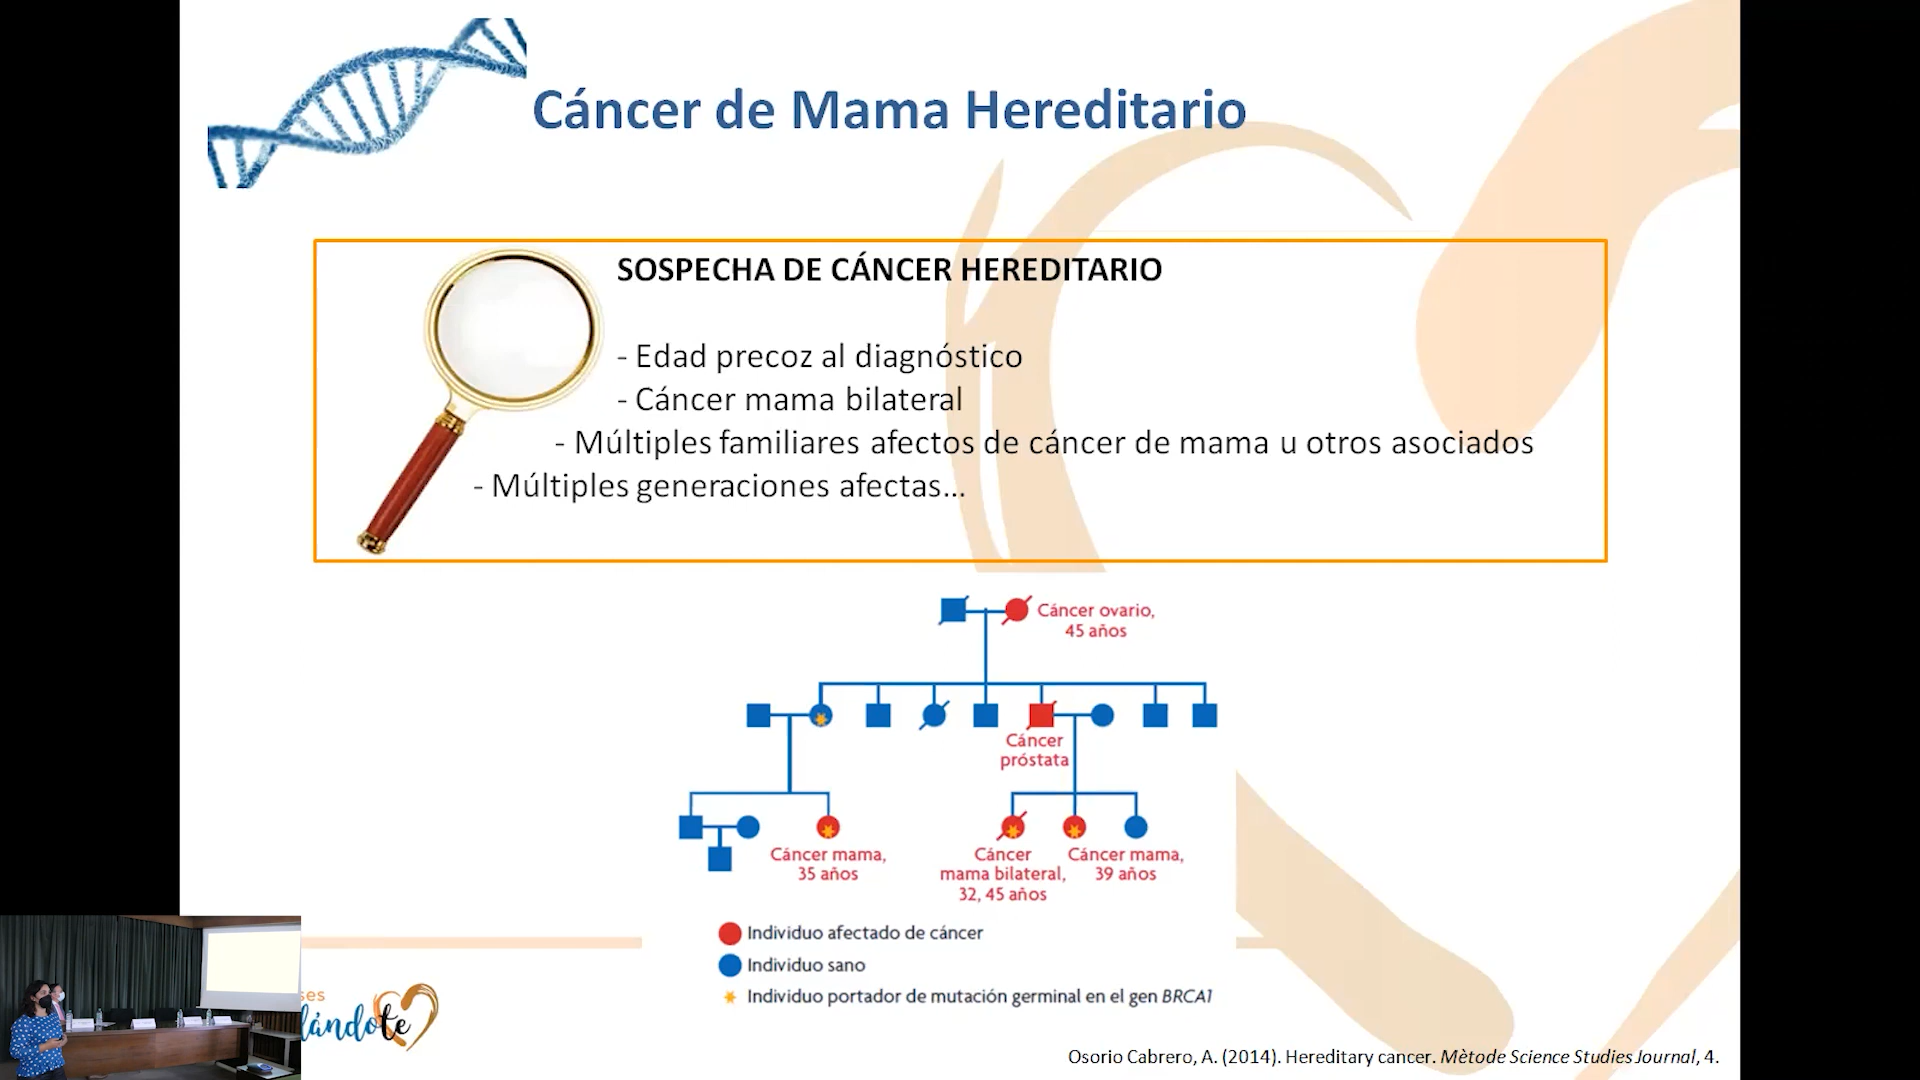 Cáncer de Mama Hereditario
SOSPECHA DE CÁNCER HEREDITARIO
- Edad precoz al diagnóstico
- Cáncer mama bilateral
- Múltiples familiares afectos de cáncer de mama u otros asociados
- Múltiples generaciones afectas...
Cáncer ovario,
45 años
Cáncer
próstata
Cáncer mama,
35 años
Cáncer
mama bilateral,
32, 45 años
Cáncer mama,
39 años
Individuo afectado de cáncer
Individuo sano
Individuo portador de mutación germinal en el gen BRCA1
Osorio Cabrero, A. (2014). Hereditary cancer. Mètode Science Studies Journal, 4.